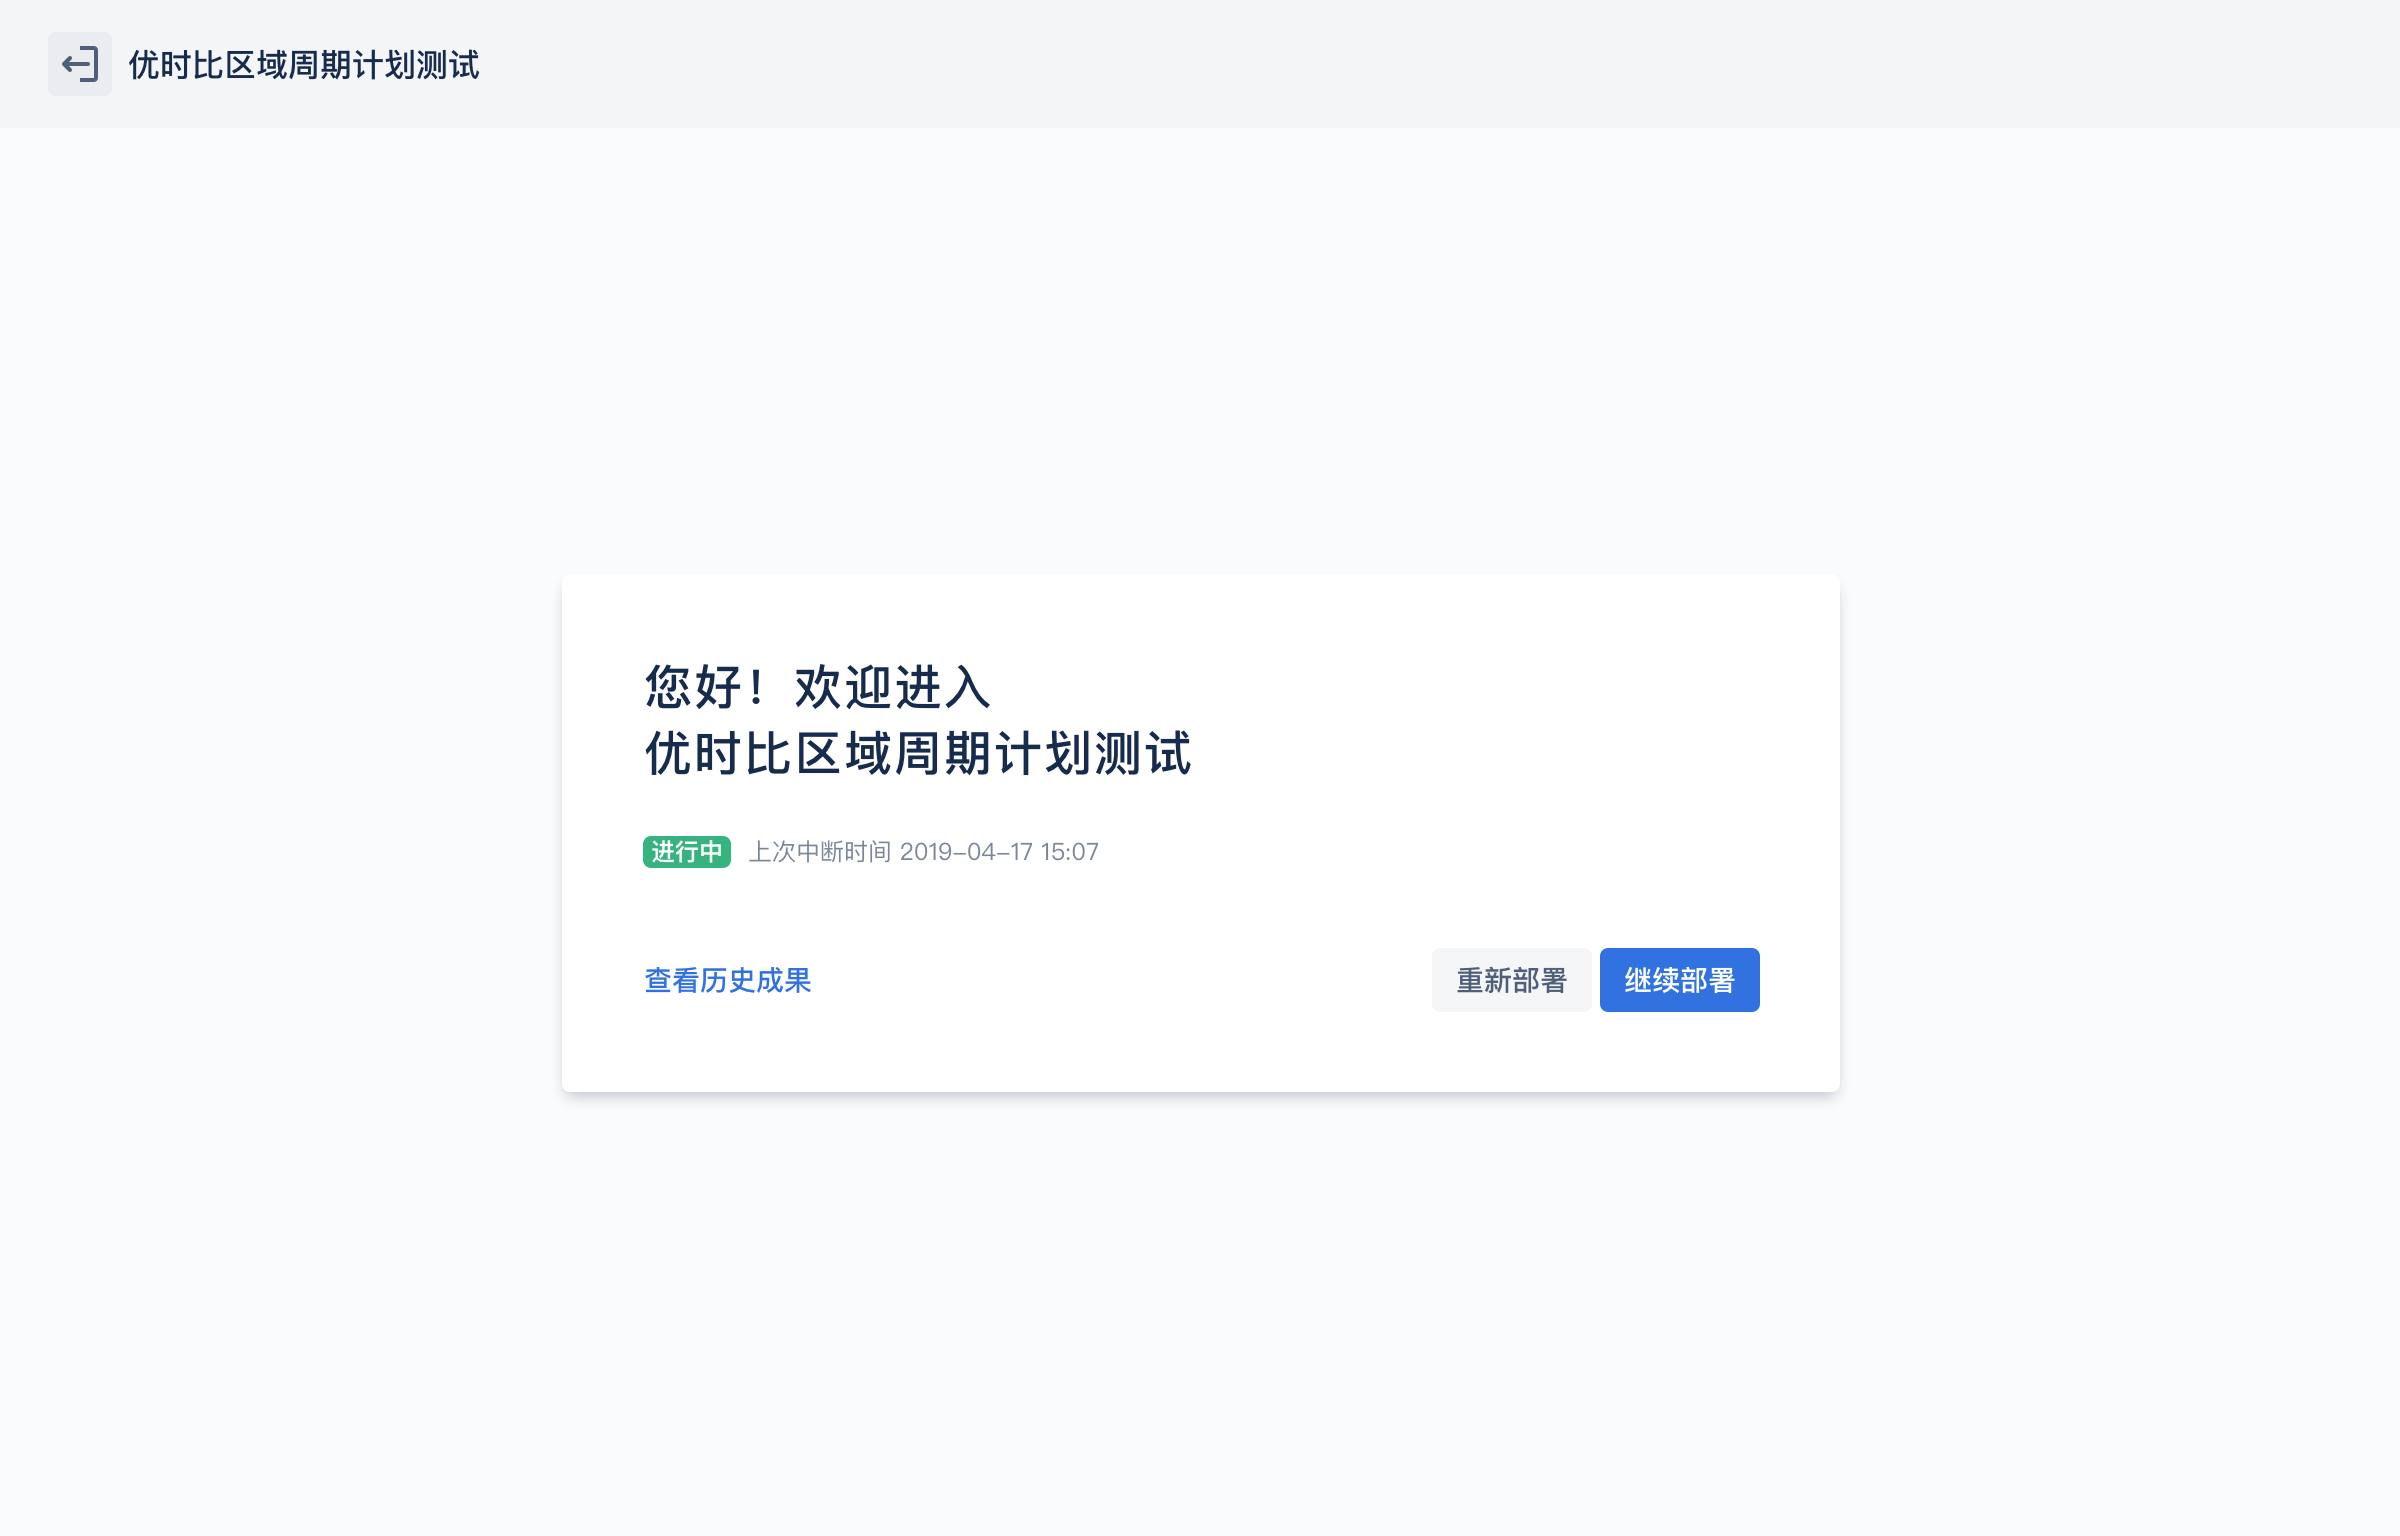 优时比区域周期计划测试
您好！欢迎进入
优时比区域周期计划测试
进行中 上次中断时间 2019-04-17 15:07
查看历史成果 重新部署 继续部署